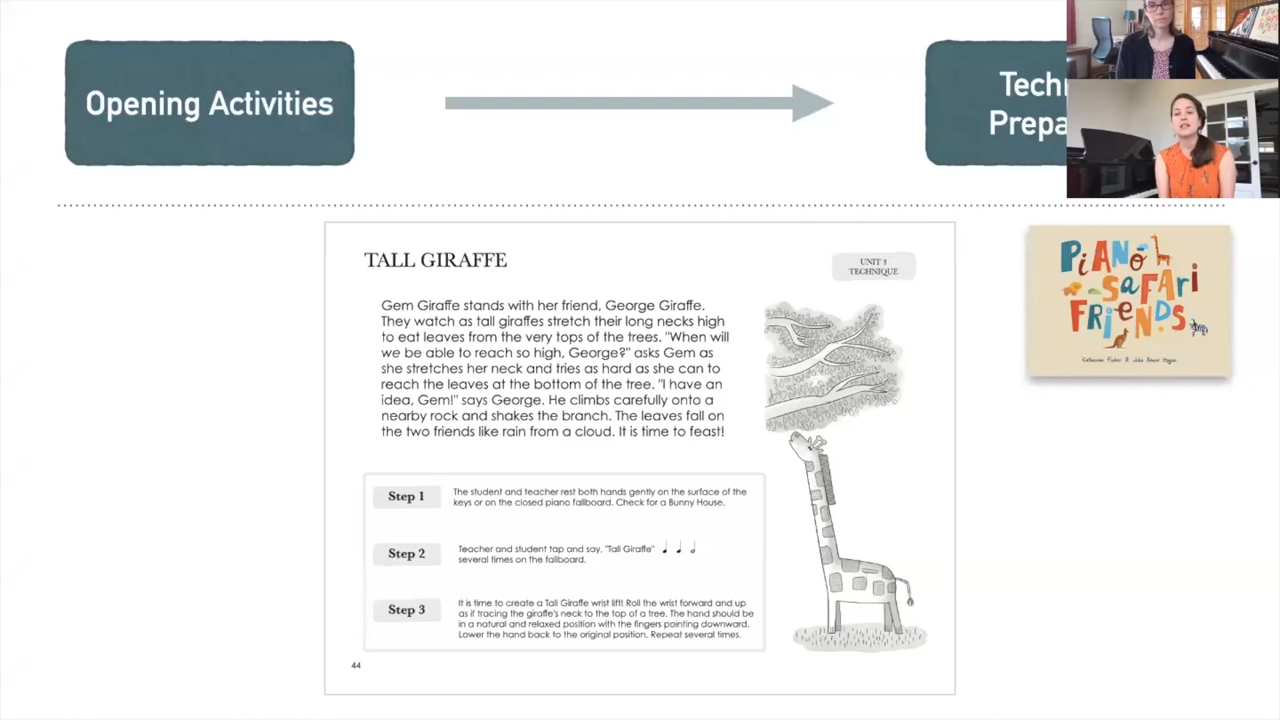 Opening Activities
TALL GIRAFFE
UNIT 3
TECHNIQUE
Gem Giraffe stands with her friend, George Giraffe.
They watch as tall giraffes stretch their long necks high
to eat leaves from the very tops of the trees. "When will
we be able to reach so high, George?" asks Gem as
she stretches her neck and tries as hard as she can to
reach the leaves at the bottom of the tree. "I have an
idea, Gem!" says George. He climbs carefully onto a
nearby rock and shakes the branch. The leaves fall on
the two friends like rain from a cloud. It is time to feast!
Step 1
The student and teacher rest both hands gently on the surface of the
keys or on the closed piano fallboard. Check for a Bunny House.
Step 2
Teacher and student tap and say, "Tall Giraffe"
several times on the fallboard.
Step 3
It is time to create a Tall Giraffe wrist lift! Roll the wrist forward and up
as if tracing the giraffe's neck to the top of a tree. The hand should be
in a natural and relaxed position with the fingers pointing downward.
Lower the hand back to the original position. Repeat several times.
44
PIANO
SAFARI
FRIENDS
Katherine Fisher & Julie Knerr Hague